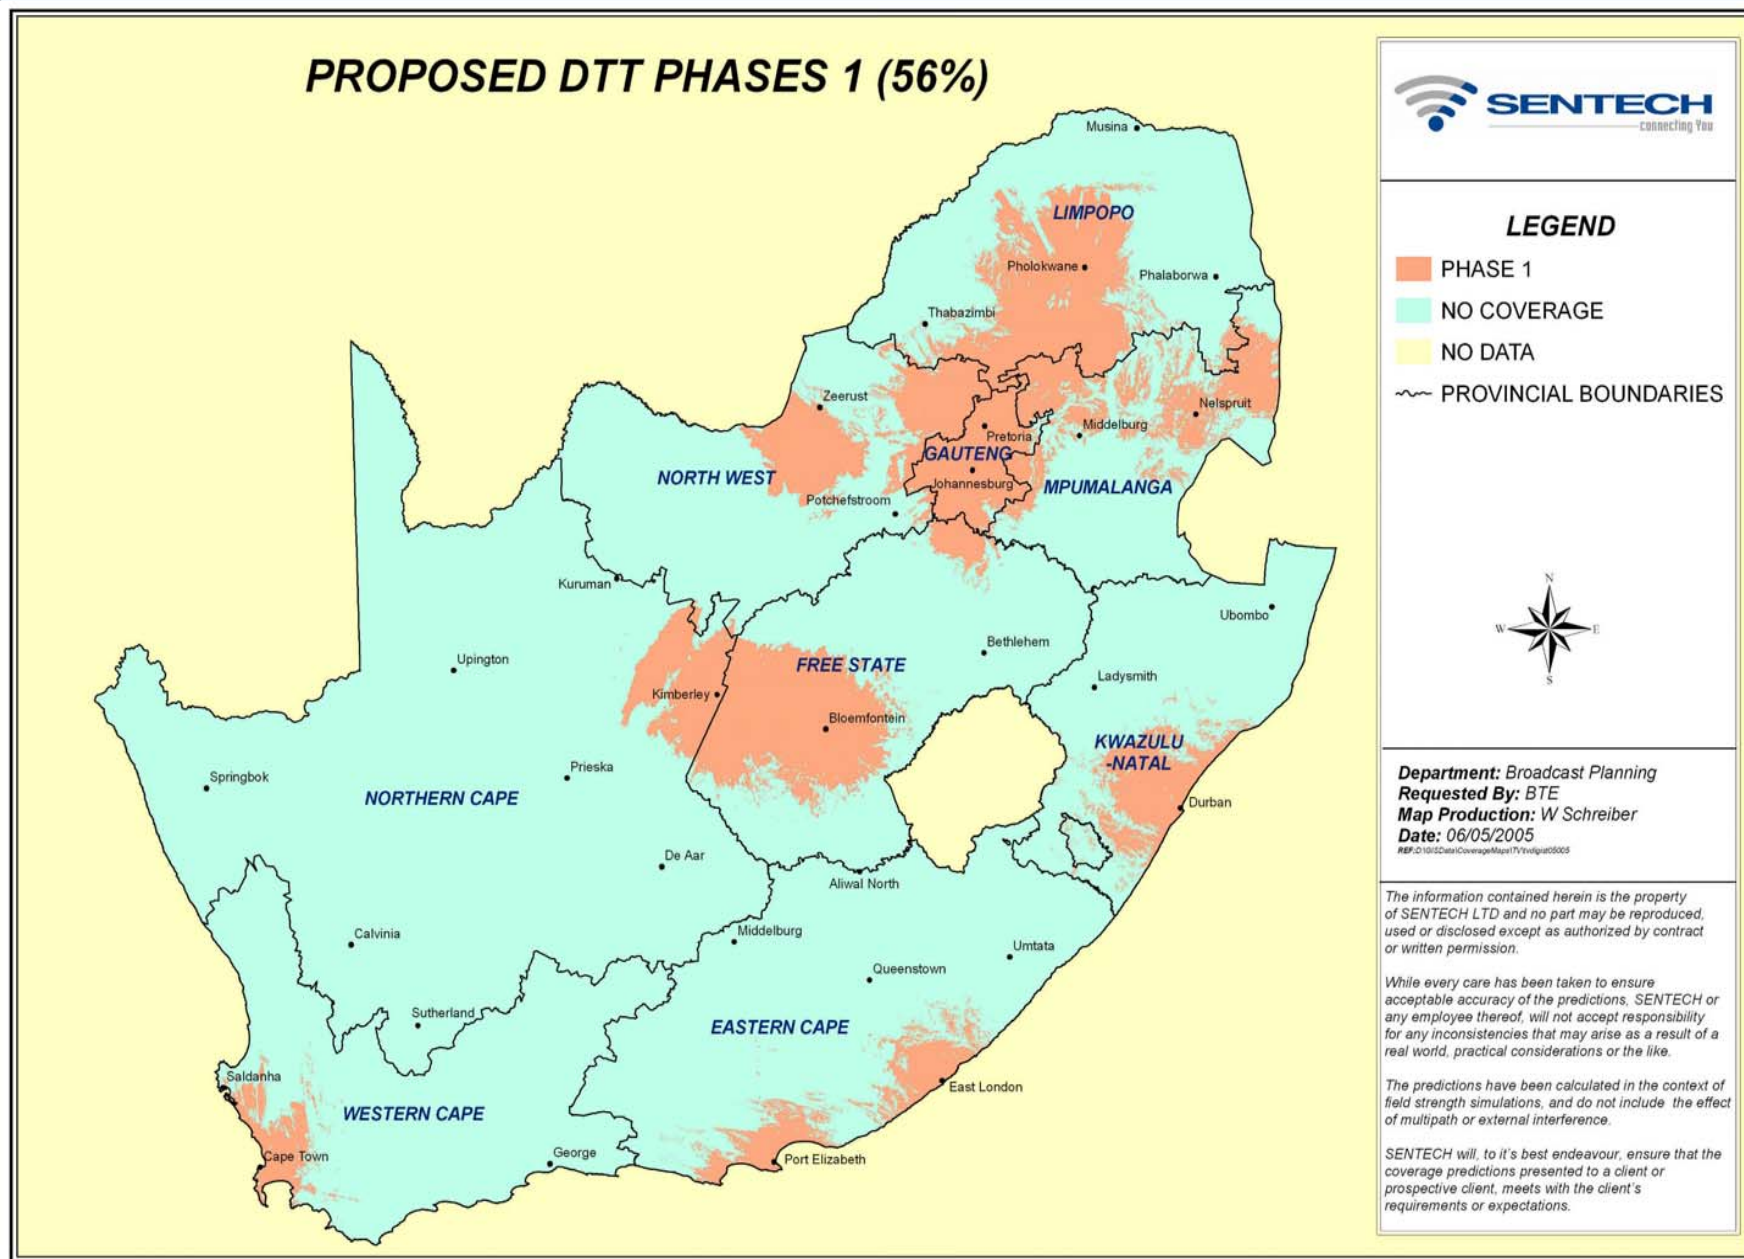 PROPOSED DTT PHASES 1 (56%)
SENTECH
connecting You
LEGEND
PHASE 1
NO COVERAGE
NO DATA
PROVINCIAL BOUNDARIES
N
W
E
S
Department: Broadcast Planning
Requested By: BTE
Map Production: W Schreiber
Date: 06/05/2005
The information contained herein is the property
of SENTECH LTD and no part may be reproduced,
used or disclosed except as authorized by contract
or written permission.
While every care has been taken to ensure
acceptable accuracy of the predictions, SENTECH or
any employee thereof, will not accept responsibility
for any inconsistencies that may arise as a result of a
real world, practical considerations or the like.
The predictions have been calculated in the context of
field strength simulations, and do not include the effect
of multipath or external interference.
SENTECH will, to it's best endeavour, ensure that the
coverage predictions presented to a client or
prospective client, meets with the client's
requirements or expectations.
Musina
LIMPOPO
Pholokwane
Phalaborwa
Thabazimbi
Zeerust
Nelspruit
Pretoria
Middelburg
GAUTENG
NORTH WEST
Johannesburg
MPUMALANGA
Potchefstroom
Kuruman
Ubombo
Bethlehem
Upington
FREE STATE
Ladysmith
Kimberley
Bloemfontein
KWAZULU
-NATAL
Prieska
Springbok
NORTHERN CAPE
Durban
De Aar
Aliwal North
Calvinia
Middelburg
Umtata
Queenstown
Sutherland
EASTERN CAPE
Saldanha
East London
WESTERN CAPE
Cape Town
George
Port Elizabeth